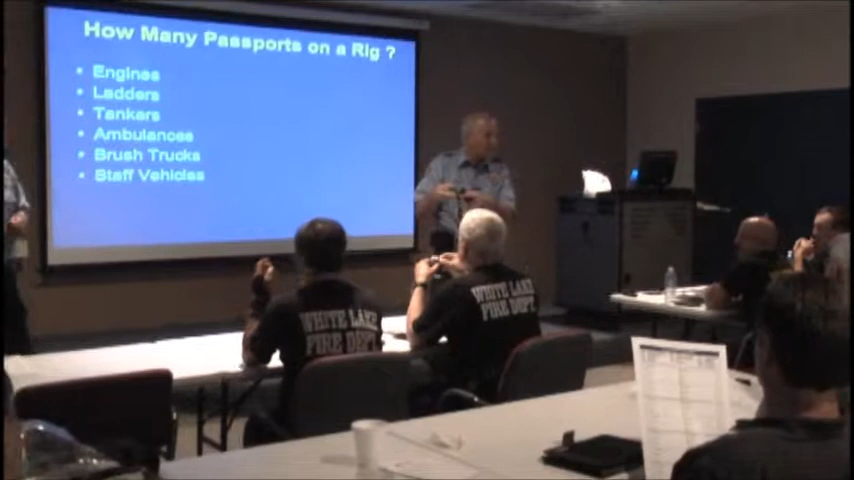 How Many Passports on a Rig ?
• Engines
• Ladders
• Tankers
• Ambulances
• Brush Trucks
• Staff Vehicles
WHITE LAKE
FIRE DEPT.
WHITE LAKE
FIRE DEPT.